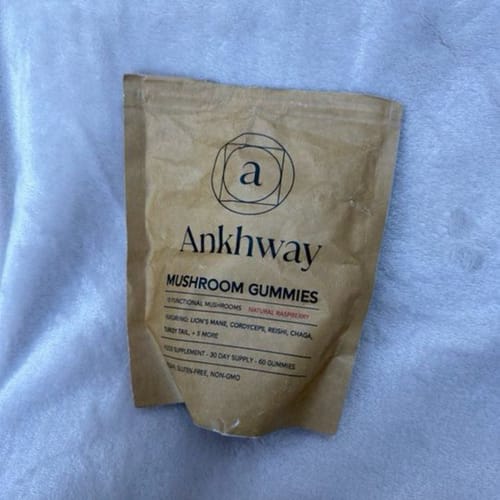 a
Ankhway
MUSHROOM GUMMIES
FUNCTIONAL MUSHROOMS NATURAL RASPBERRY
LION'S MANE, CORDYCEPS, REISHI, CHAGA,
TAIL, + 5 MORE
SUPPLEMENT - 30 DAY SUPPLY - 60 GUMMIES
GLUTEN-FREE, NON-GMO